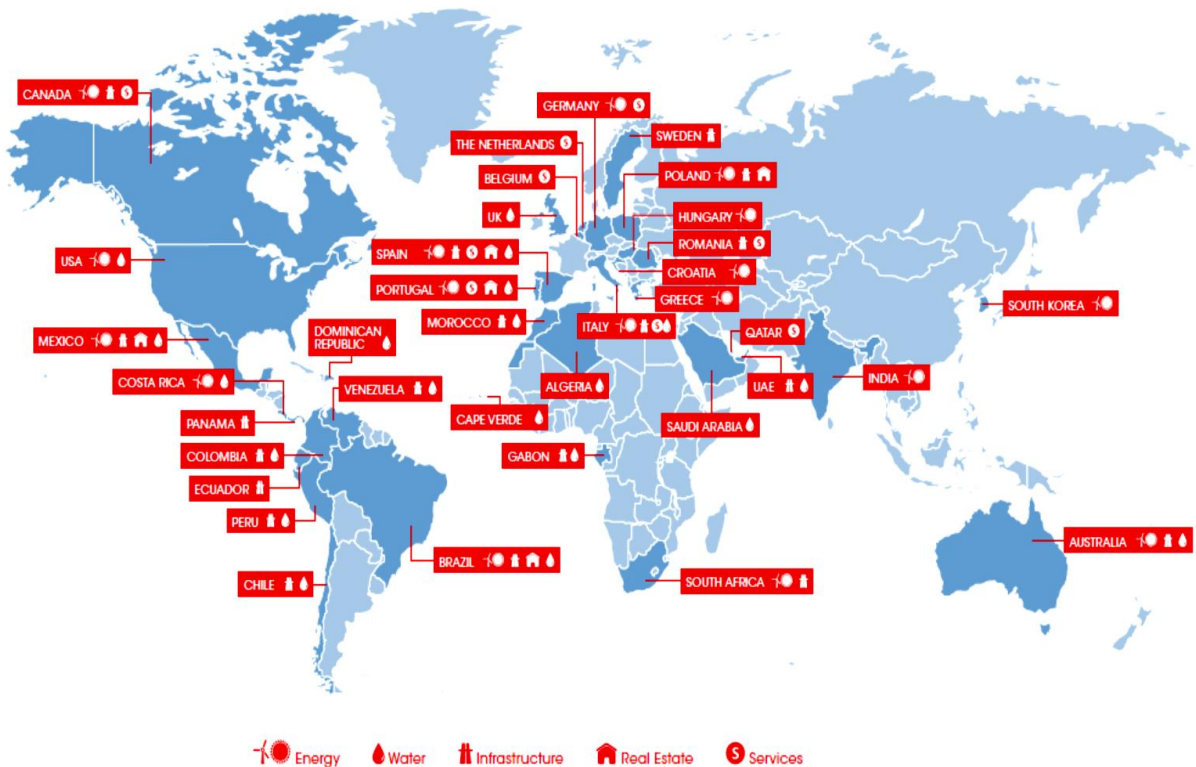 CANADA S
GERMANY S
SWEDEN
THE NETHERLANDS S
BELGIUM S
POLAND
UK
HUNGARY
ROMANIA S
USA
SPAIN S
CROATIA
PORTUGAL S
GREECE
SOUTH KOREA
MOROCCO
ITALY S
QATAR S
DOMINICAN
REPUBLIC
MEXICO
COSTA RICA
VENEZUELA
ALGERIA
UAE
INDIA
PANAMA
CAPE VERDE
SAUDI ARABIA
COLOMBIA
GABON
ECUADOR
PERU
AUSTRALIA
BRAZIL
CHILE
SOUTH AFRICA
Energy Water Infrastructure Real Estate S Services